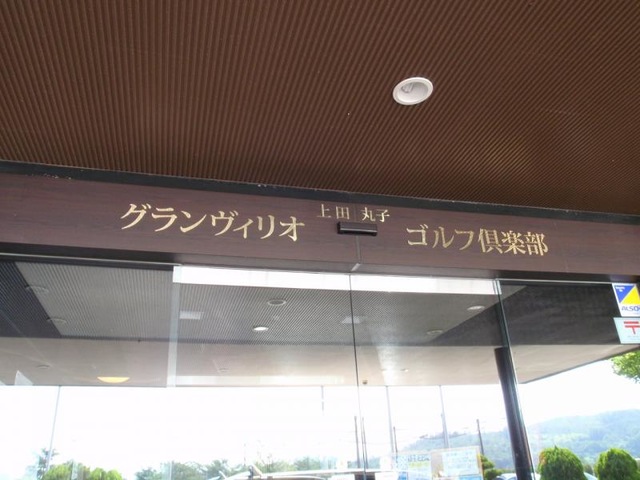 グランヴィリオ
上田 丸子
ゴルフ倶楽部
〒